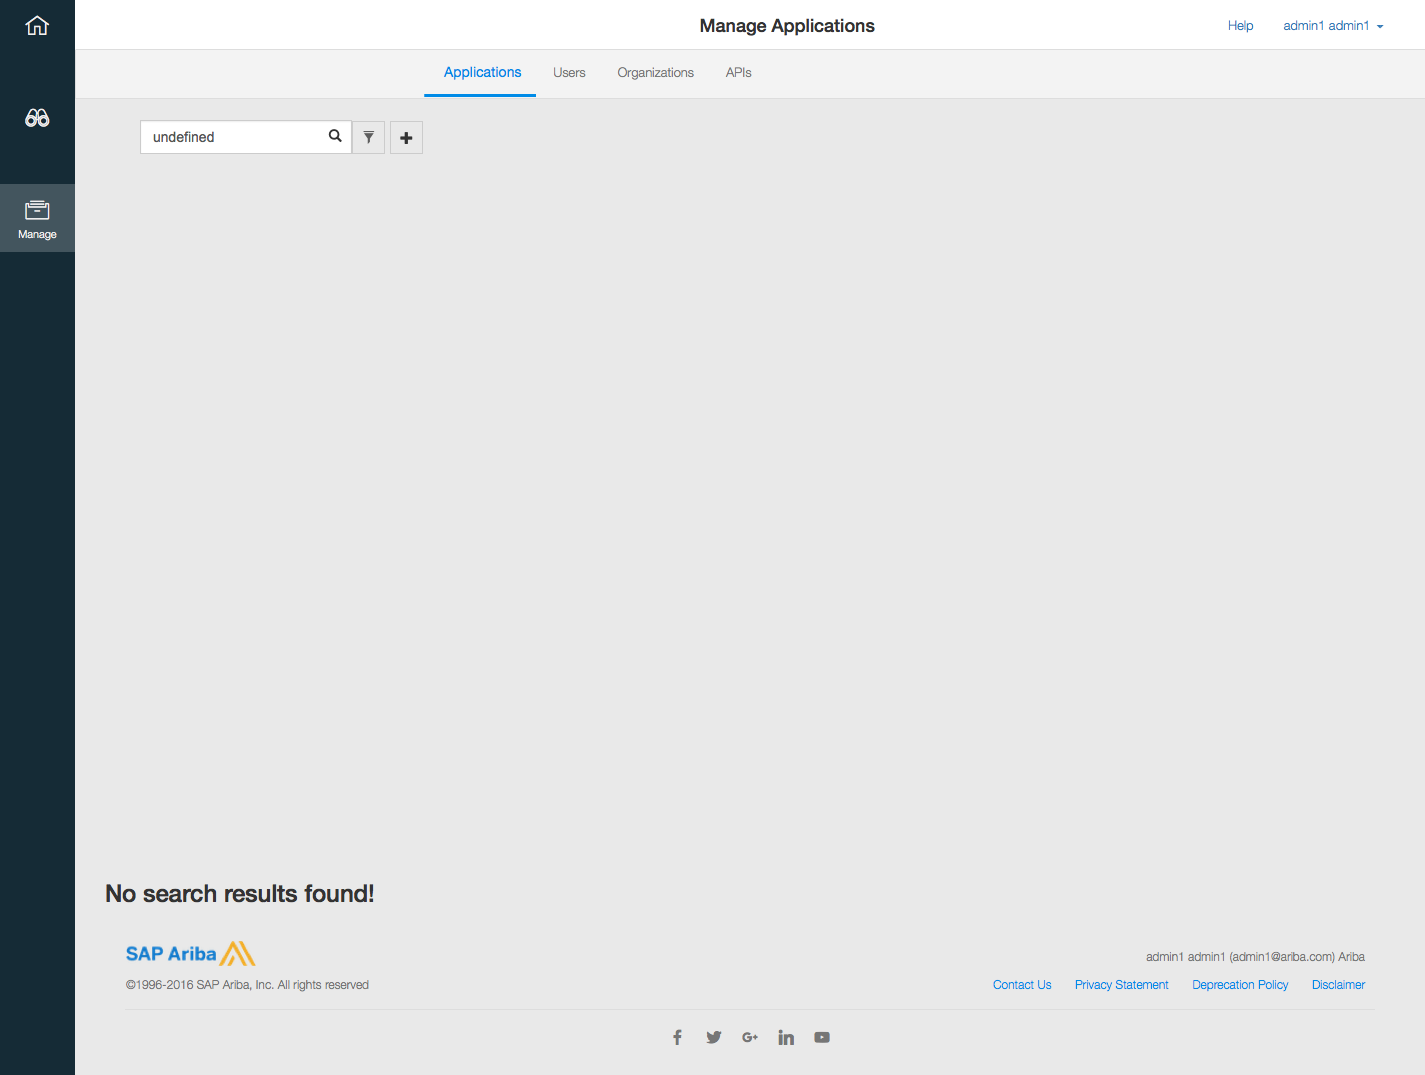 Manage Applications
Help
admin1 admin1
Applications
Users
Organizations
APIs
undefined
Manage
No search results found!
SAP Ariba
admin1 admin1 (admin1@ariba.com) Ariba
©1996-2016 SAP Ariba, Inc. All rights reserved
Contact Us
Privacy Statement
Deprecation Policy
Disclaimer
f
G+
in